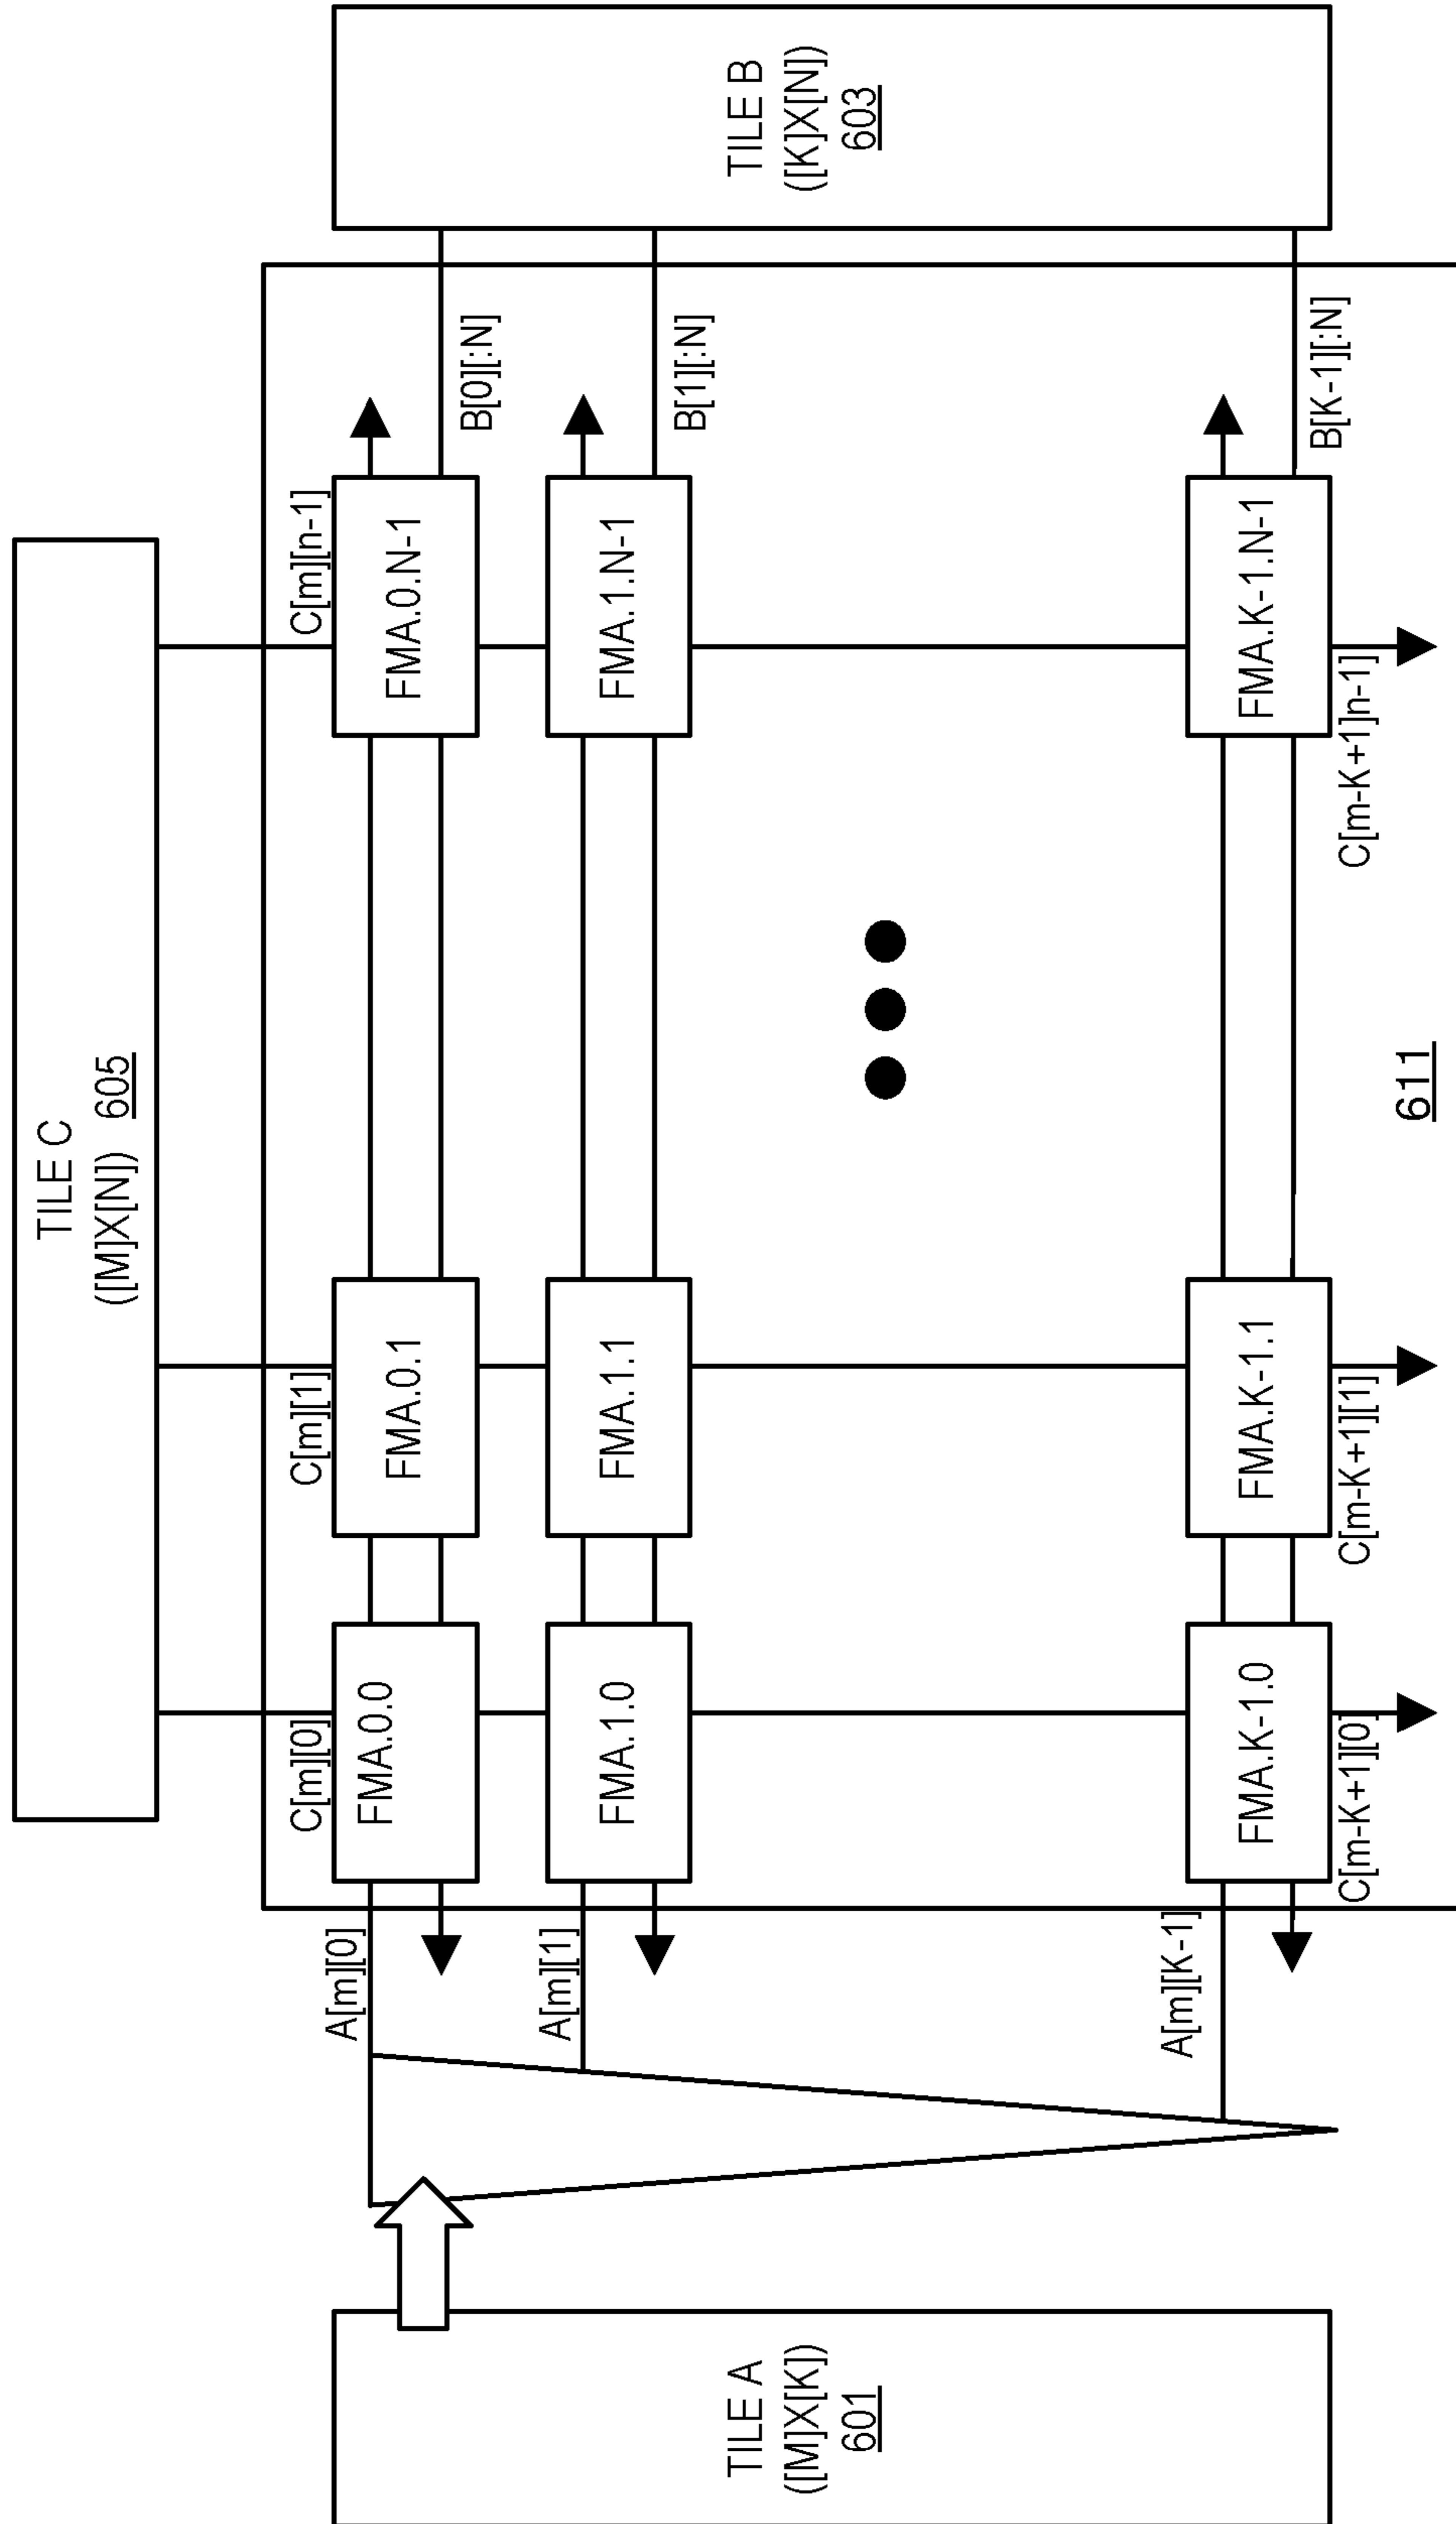 TILE C
([M]X[N]) 605
TILE A
([M]X[K])
601
TILE B
([K]X[N])
603
C[m][0]
C[m][1]
C[m][n-1]
A[m][0]
FMA.0.0
FMA.0.1
FMA.0.N-1
B[0][:N]
A[m][1]
FMA.1.0
FMA.1.1
FMA.1.N-1
B[1][:N]
A[m][K-1]
FMA.K-1.0
FMA.K-1.1
FMA.K-1.N-1
B[K-1][:N]
C[m-K+1][0]
C[m-K+1][1]
C[m-K+1]n-1]
611